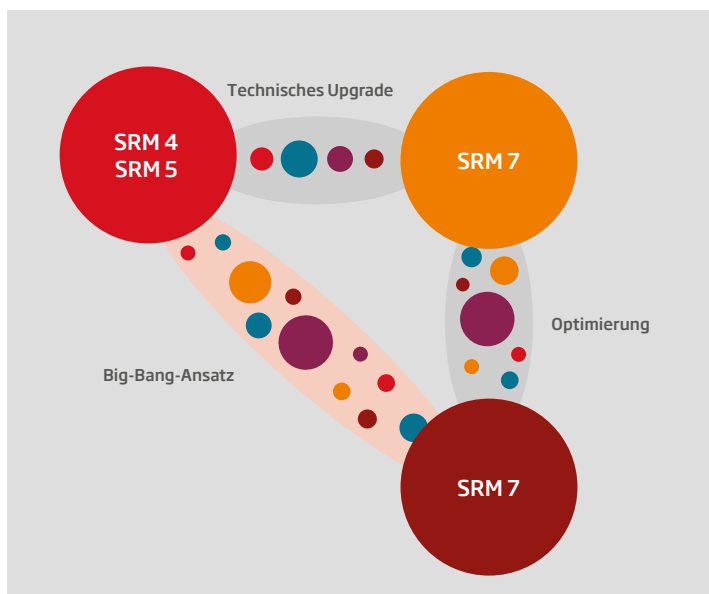 Technisches Upgrade
SRM 4
SRM 5
SRM 7
Optimierung
Big-Bang-Ansatz
SRM 7